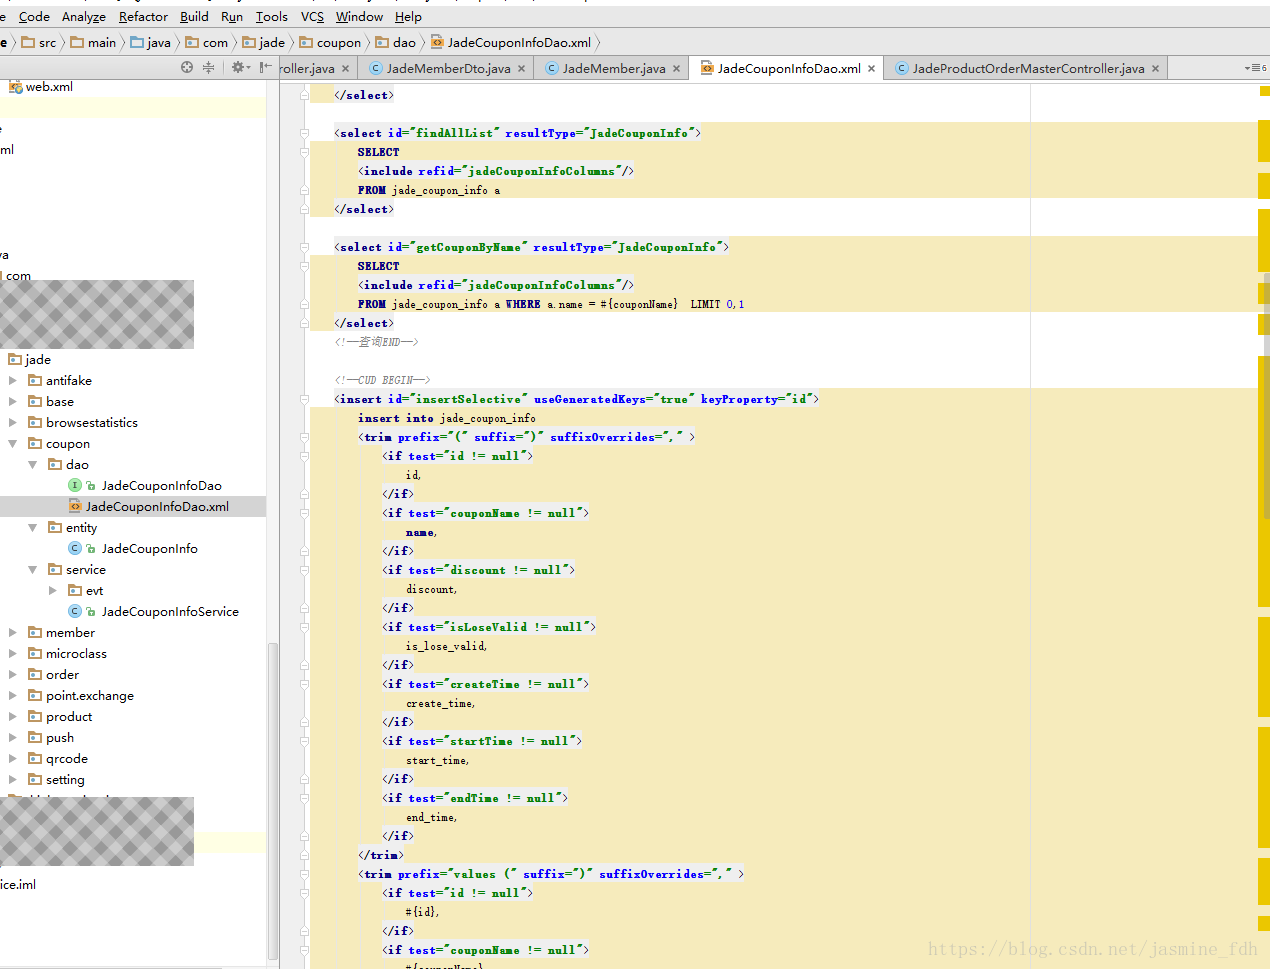 e Code Analyze Refactor Build Run Tools VCS Window Help
e src main java com jade coupon dao JadeCouponInfoDao.xml
roller.java JadeMemberDto.java JadeMember.java JadeCouponInfoDao.xml JadeProductOrderMasterController.java 6
web.xml
e
ml
va
com
jade
antifake
base
browsestatistics
coupon
dao
JadeCouponInfoDao
JadeCouponInfoDao.xml
entity
JadeCouponInfo
service
evt
JadeCouponInfoService
member
microclass
order
point.exchange
product
push
qrcode
setting
ice.iml
</select>
<select id="findAllList" resultType="JadeCouponInfo">
SELECT
<include refid="jadeCouponInfoColumns"/>
FROM jade_coupon_info a
</select>
<select id="getCouponByName" resultType="JadeCouponInfo">
SELECT
<include refid="jadeCouponInfoColumns"/>
FROM jade_coupon_info a WHERE a.name = #{couponName} LIMIT 0,1
</select>
<!--查询END-->
<!--CUD BEGIN-->
<insert id="insertSelective" useGeneratedKeys="true" keyProperty="id">
insert into jade_coupon_info
<trim prefix="(" suffix=")" suffixOverrides="," >
<if test="id != null">
id,
</if>
<if test="couponName != null">
name,
</if>
<if test="discount != null">
discount,
</if>
<if test="isLoseValid != null">
is_lose_valid,
</if>
<if test="createTime != null">
create_time,
</if>
<if test="startTime != null">
start_time,
</if>
<if test="endTime != null">
end_time,
</if>
</trim>
<trim prefix="values (" suffix=")" suffixOverrides="," >
<if test="id != null">
#{id},
</if>
<if test="couponName != null">
#{couponName}
https://blog.csdn.net/jasmine_fdh